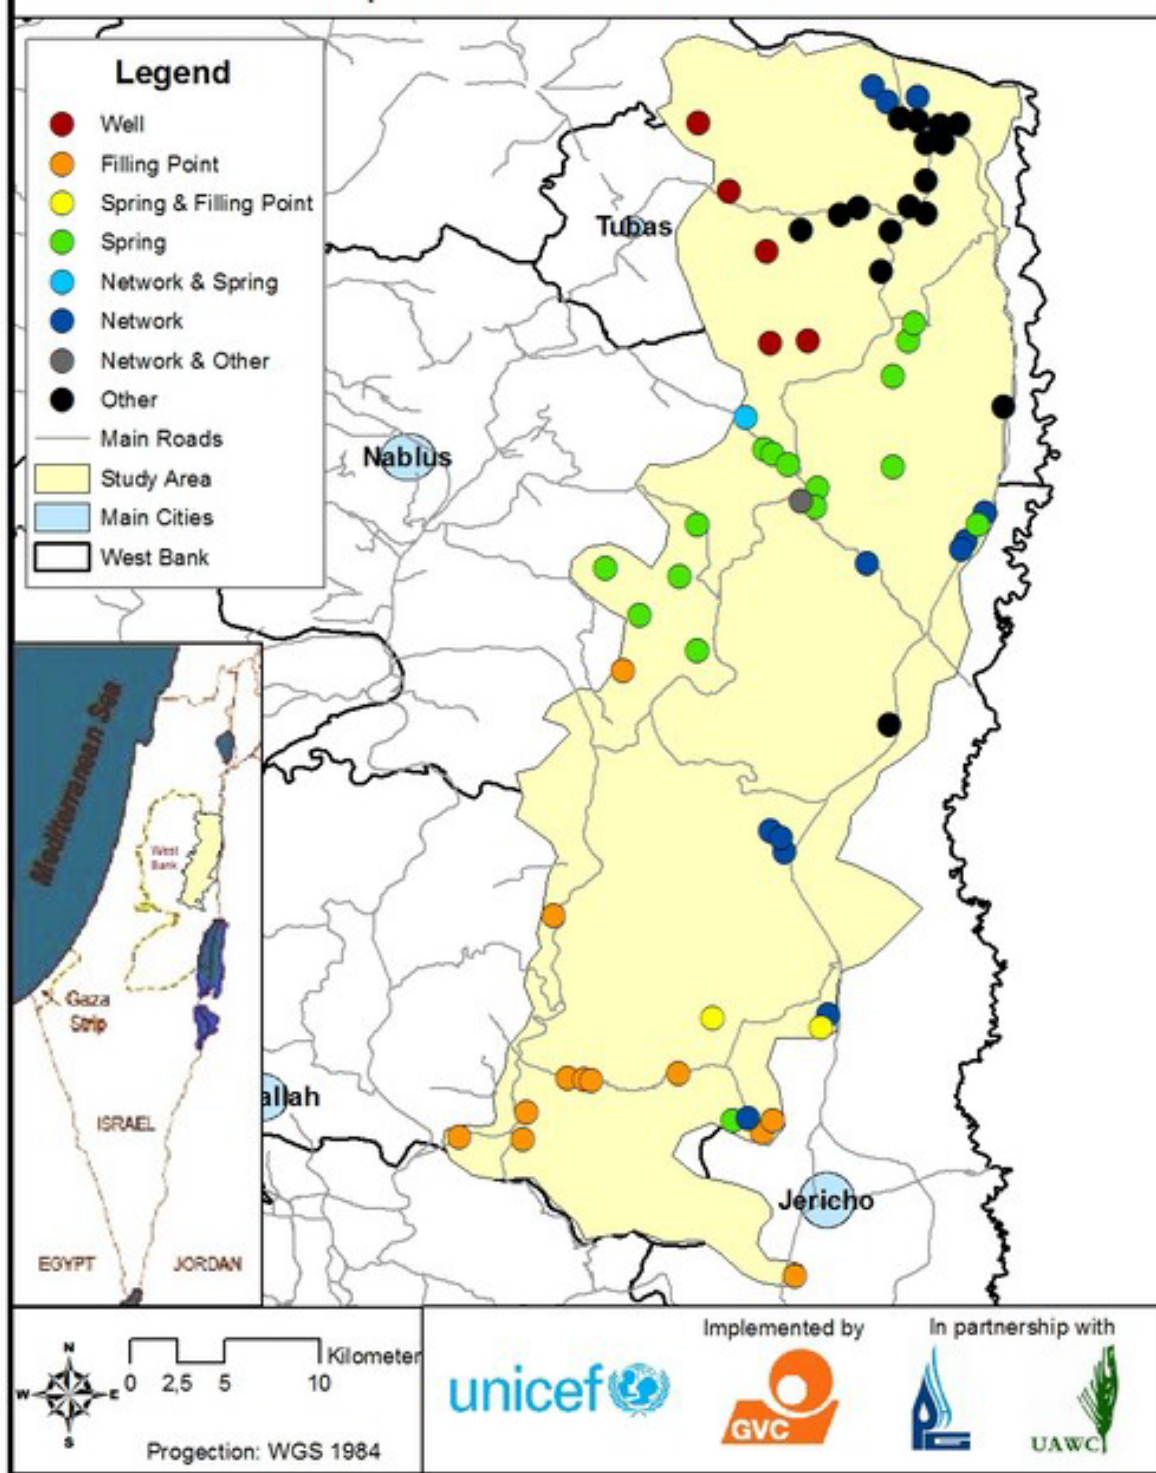 Legend
Well
Filling Point
Spring & Filling Point
Spring
Network & Spring
Network
Network & Other
Other
Main Roads
Study Area
Main Cities
West Bank
Tubas
Nablus
allah
Jericho
Mediterranean Sea
West
Bank
Gaza
Strip
ISRAEL
EGYPT
JORDAN
N
W
E
S
0 2,5 5 10
Kilometer
Progection: WGS 1984
unicef
Implemented by
GVC
In partnership with
UAWC